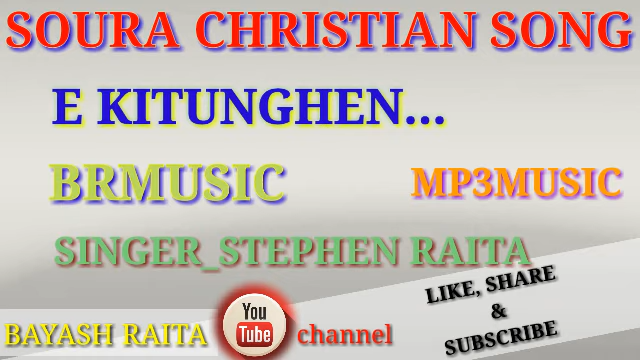 SOURA CHRISTIAN SONG
E KITUNGHEN...
BRMUSIC
MP3MUSIC
SINGER_STEPHEN RAITA
LIKE, SHARE
&
SUBSCRIBE
BAYASH RAITA You Tube channel